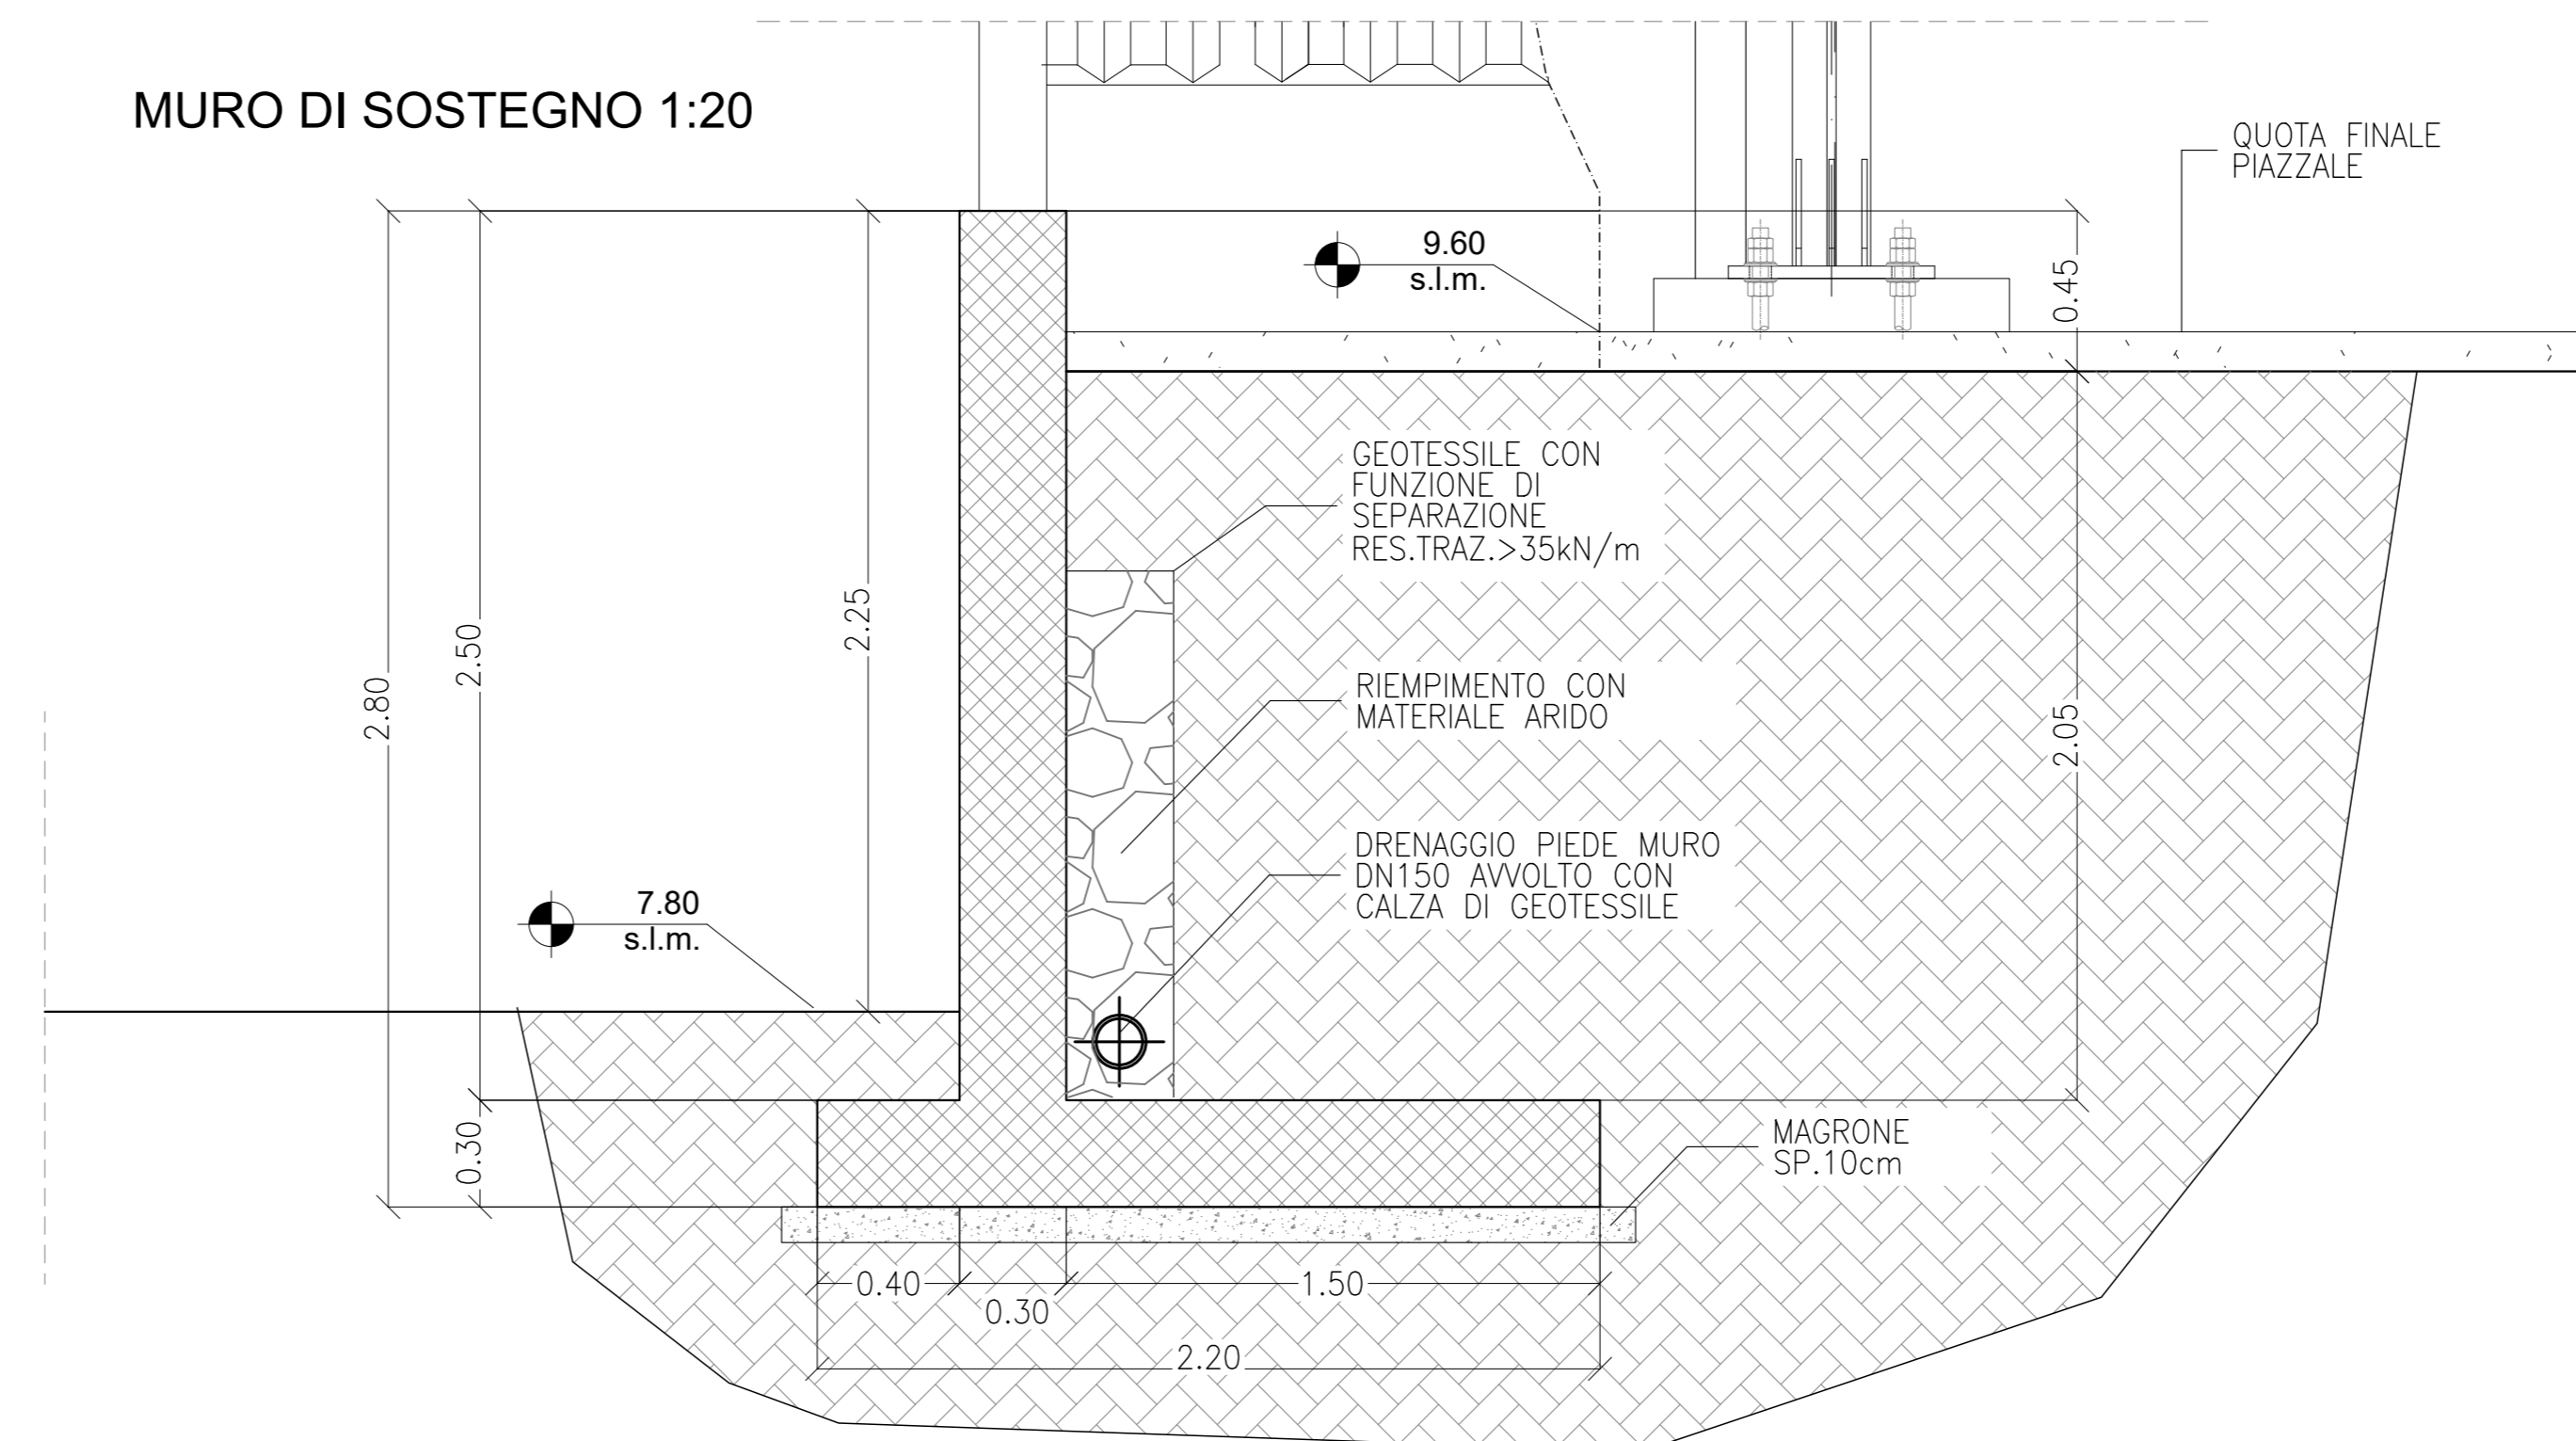 MURO DI SOSTEGNO 1:20
QUOTA FINALE
PIAZZALE
9.60
s.l.m.
0.45
GEOTESSILE CON
FUNZIONE DI
SEPARAZIONE
RES.TRAZ.>35kN/m
2.25
2.50
2.80
RIEMPIMENTO CON
MATERIALE ARIDO
2.05
DRENAGGIO PIEDE MURO
DN150 AVVOLTO CON
CALZA DI GEOTESSILE
7.80
s.l.m.
0.30
MAGRONE
SP.10cm
0.40
0.30
1.50
2.20